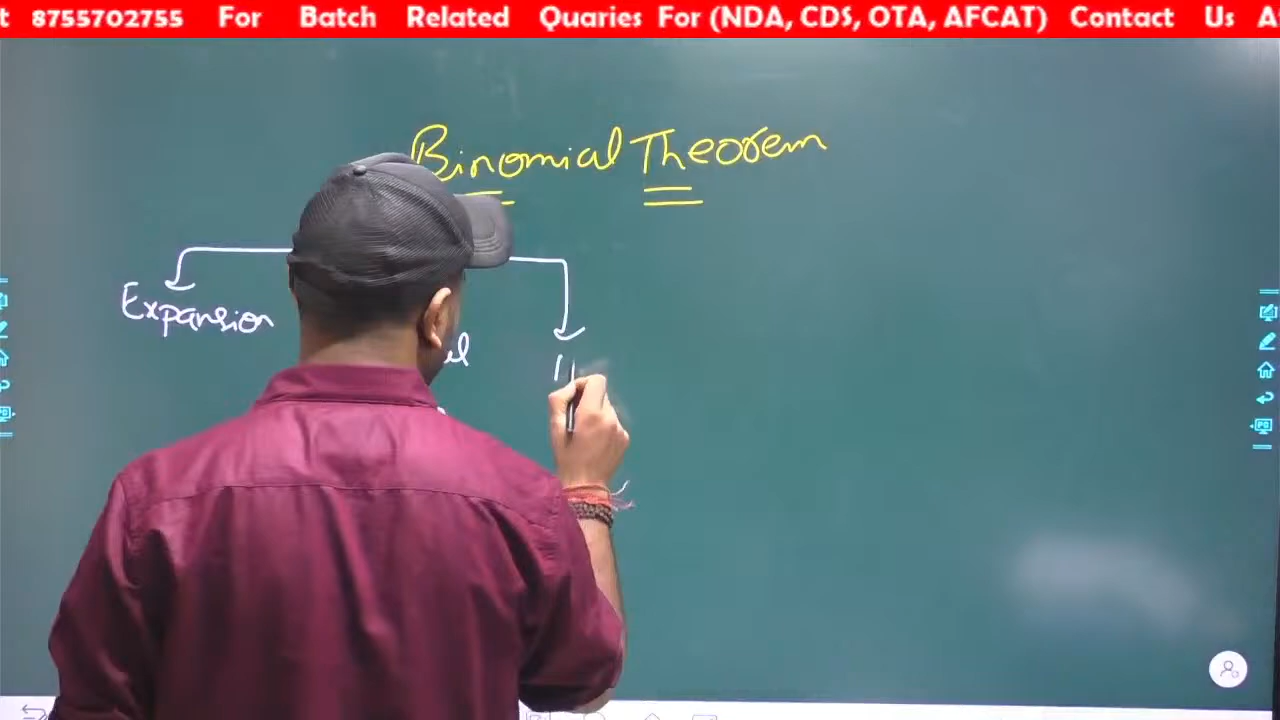 8755702755 For Batch Related Quaries For (NDA, CDS, OTA, AFCAT) Contact Us
Binomial Theorem
Expansion